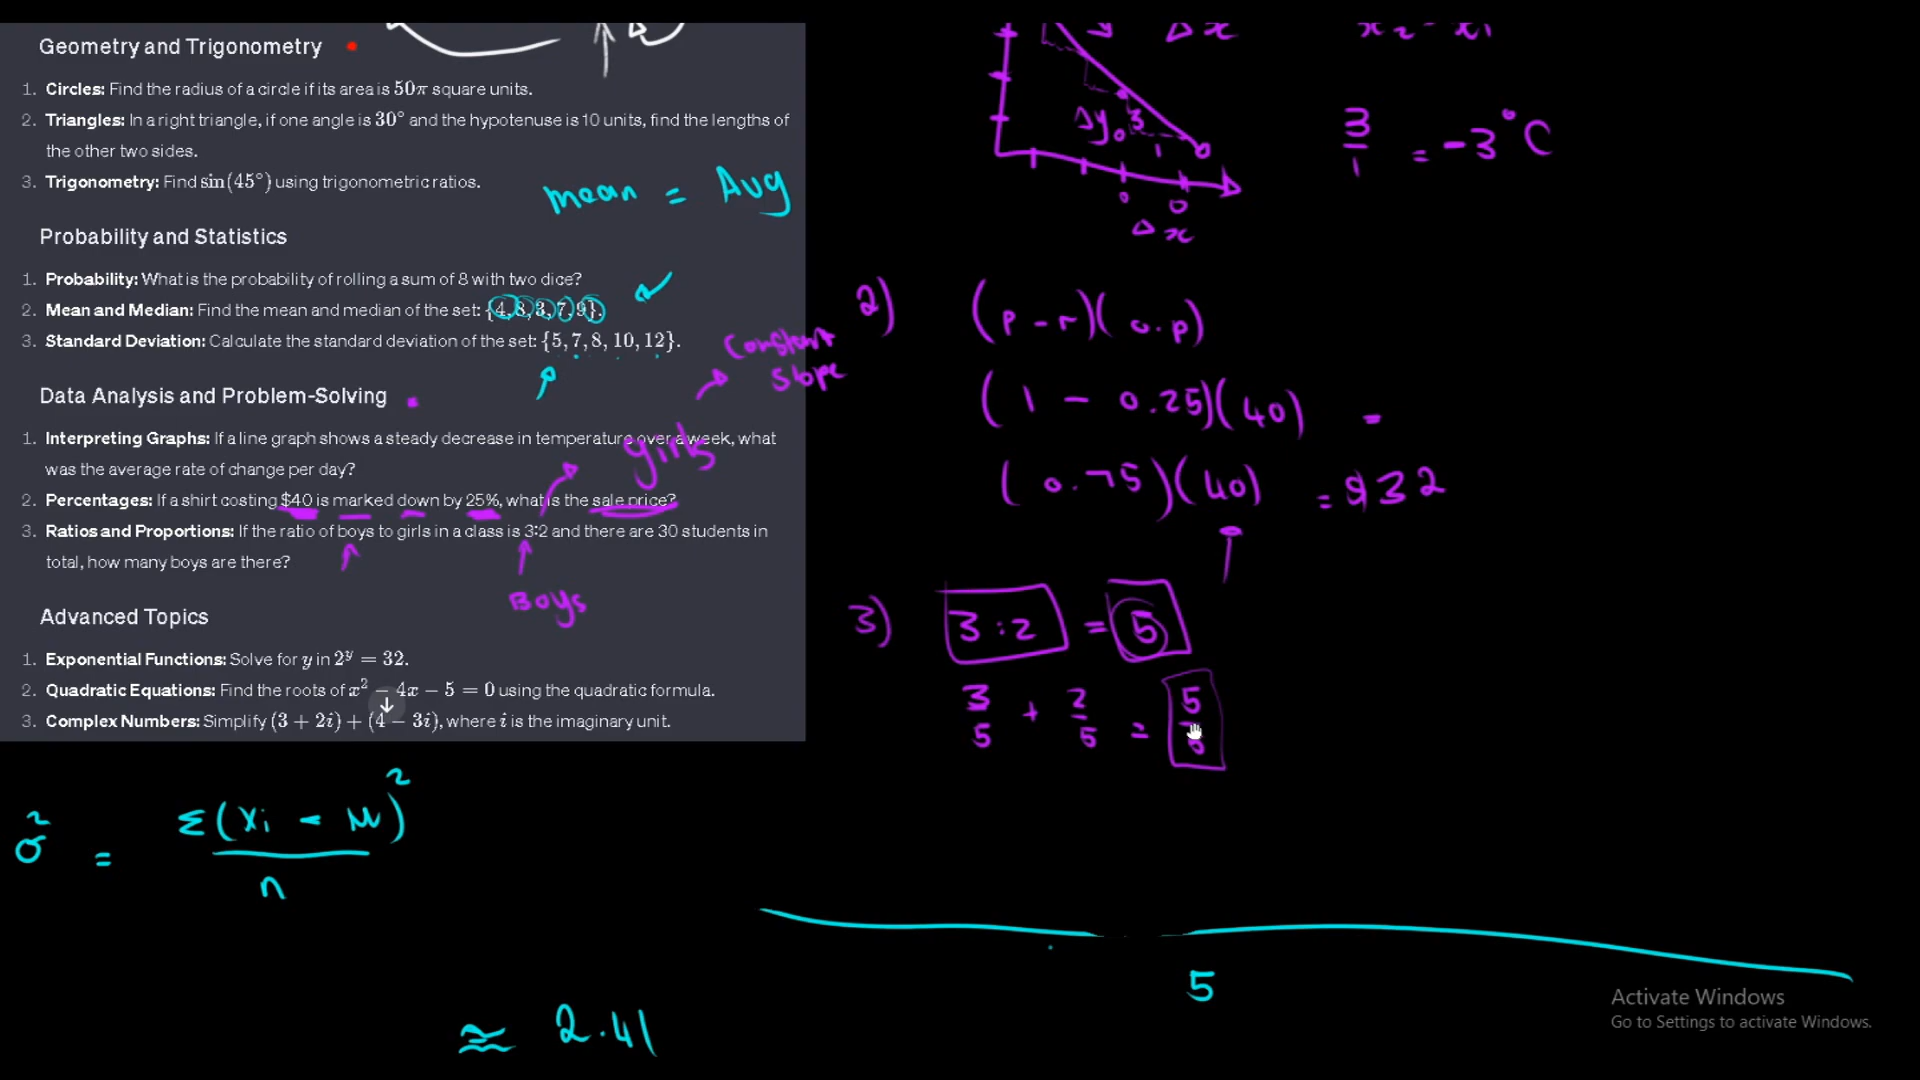 Geometry and Trigonometry
1. Circles: Find the radius of a circle if its area is 50π square units.
2. Triangles: In a right triangle, if one angle is 30° and the hypotenuse is 10 units, find the lengths of
the other two sides.
3. Trigonometry: Find sin(45°) using trigonometric ratios.
mean = Avg
Probability and Statistics
1. Probability: What is the probability of rolling a sum of 8 with two dice?
2. Mean and Median: Find the mean and median of the set: {4, 8, 3, 7, 9}.
3. Standard Deviation: Calculate the standard deviation of the set: {5, 7, 8, 10, 12}.
Constant
Slope
Data Analysis and Problem-Solving
1. Interpreting Graphs: If a line graph shows a steady decrease in temperature over a week, what
was the average rate of change per day?
girls
2. Percentages: If a shirt costing $40 is marked down by 25%, what is the sale price?
3. Ratios and Proportions: If the ratio of boys to girls in a class is 3:2 and there are 30 students in
total, how many boys are there?
Boys
Advanced Topics
1. Exponential Functions: Solve for y in 2^y = 32.
2. Quadratic Equations: Find the roots of x² − 4x − 5 = 0 using the quadratic formula.
3. Complex Numbers: Simplify (3 + 2i) + (4 − 3i), where i is the imaginary unit.
σ² = Σ(xi - μ)² / n
≅ 2.41
Δx
x2 - x1
Δy 3
1
Δx
3/1 = -3°C
2) (p - r)(o.p)
(1 - 0.25)(40) =
(0.75)(40) = $32
3) 3:2 = 5
3/5 + 2/5 = 5/5
5
Activate Windows
Go to Settings to activate Windows.